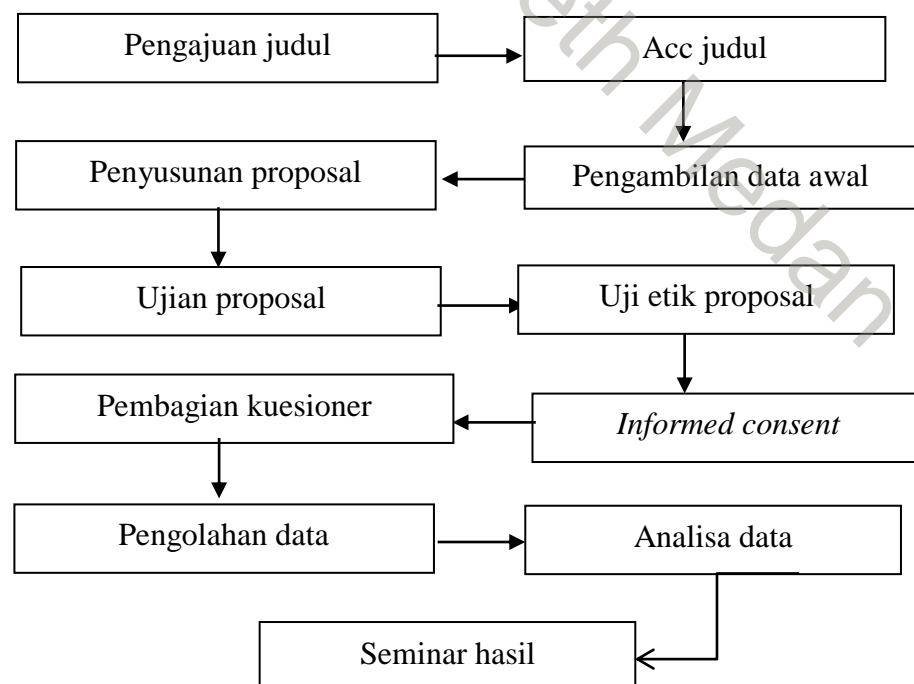 Pengajuan judul
Acc judul
Pengambilan data awal
Penyusunan proposal
Ujian proposal
Uji etik proposal
Informed consent
Pembagian kuesioner
Pengolahan data
Analisa data
Seminar hasil
eth Medan